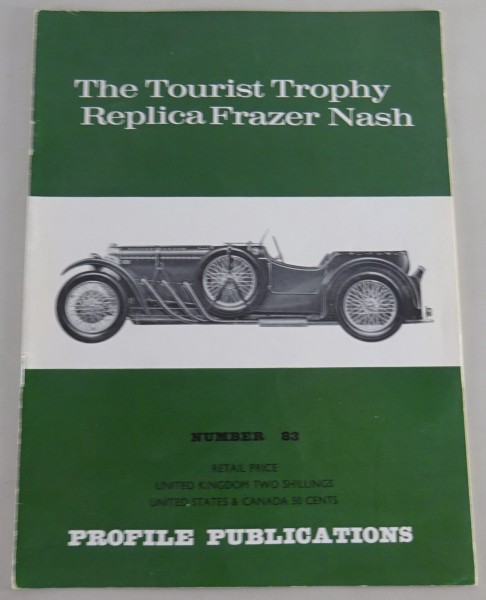 The Tourist Trophy
Replica Frazer Nash
NUMBER 83
RETAIL PRICE
UNITED KINGDOM TWO SHILLINGS
UNITED STATES & CANADA 50 CENTS
PROFILE PUBLICATIONS